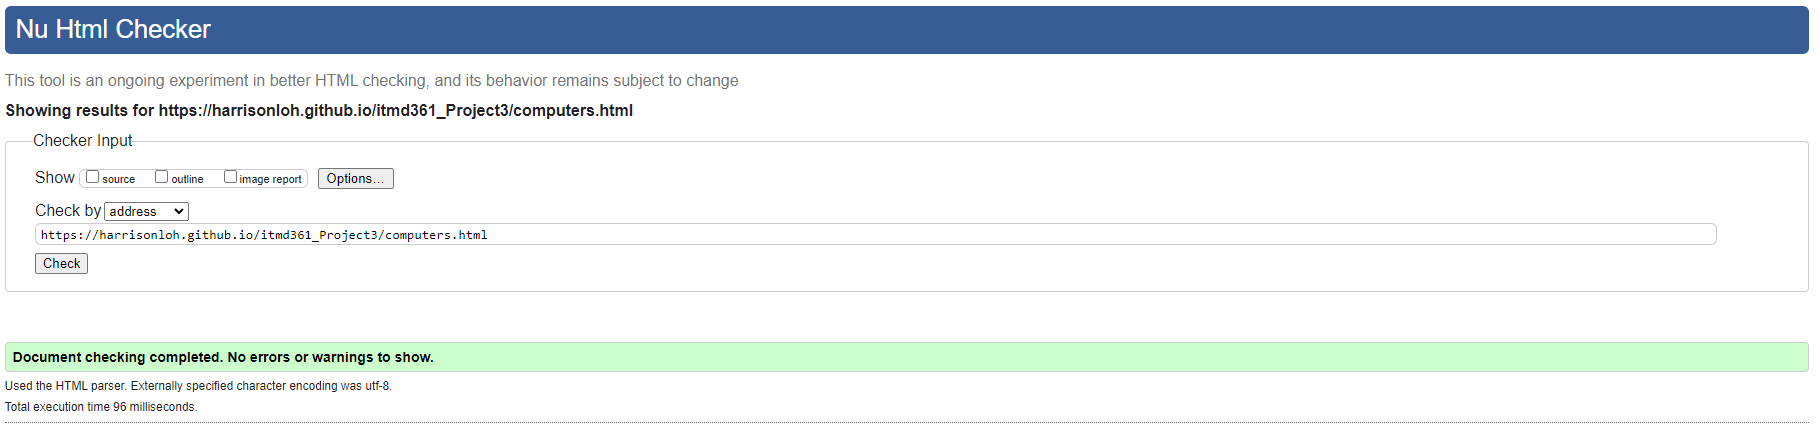 Nu Html Checker
This tool is an ongoing experiment in better HTML checking, and its behavior remains subject to change
Showing results for https://harrisonloh.github.io/itmd361_Project3/computers.html
Checker Input
Show source outline image report Options...
Check by address
https://harrisonloh.github.io/itmd361_Project3/computers.html
Check
Document checking completed. No errors or warnings to show.
Used the HTML parser. Externally specified character encoding was utf-8.
Total execution time 96 milliseconds.